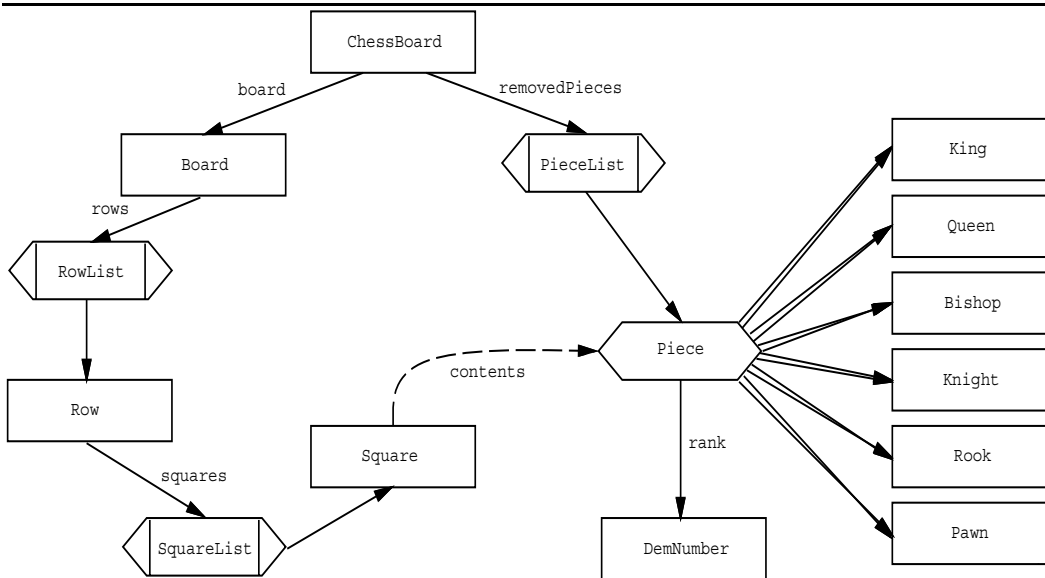 ChessBoard
board
removedPieces
King
Board
PieceList
Queen
rows
RowList
Bishop
Piece
contents
Knight
Row
rank
Square
Rook
squares
SquareList
DemNumber
Pawn